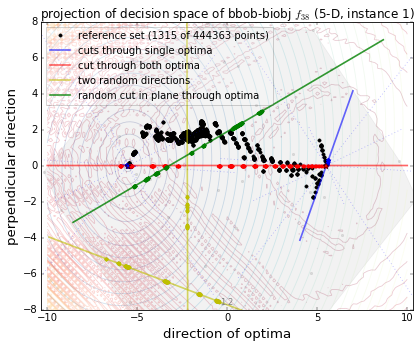 projection of decision space of bbob-biobj f38 (5-D, instance 1)
reference set (1315 of 444363 points)
cuts through single optima
cut through both optima
two random directions
random cut in plane through optima
perpendicular direction
8
6
4
2
0
−2
−4
−6
−8
1.2
−10
−5
0
5
10
direction of optima